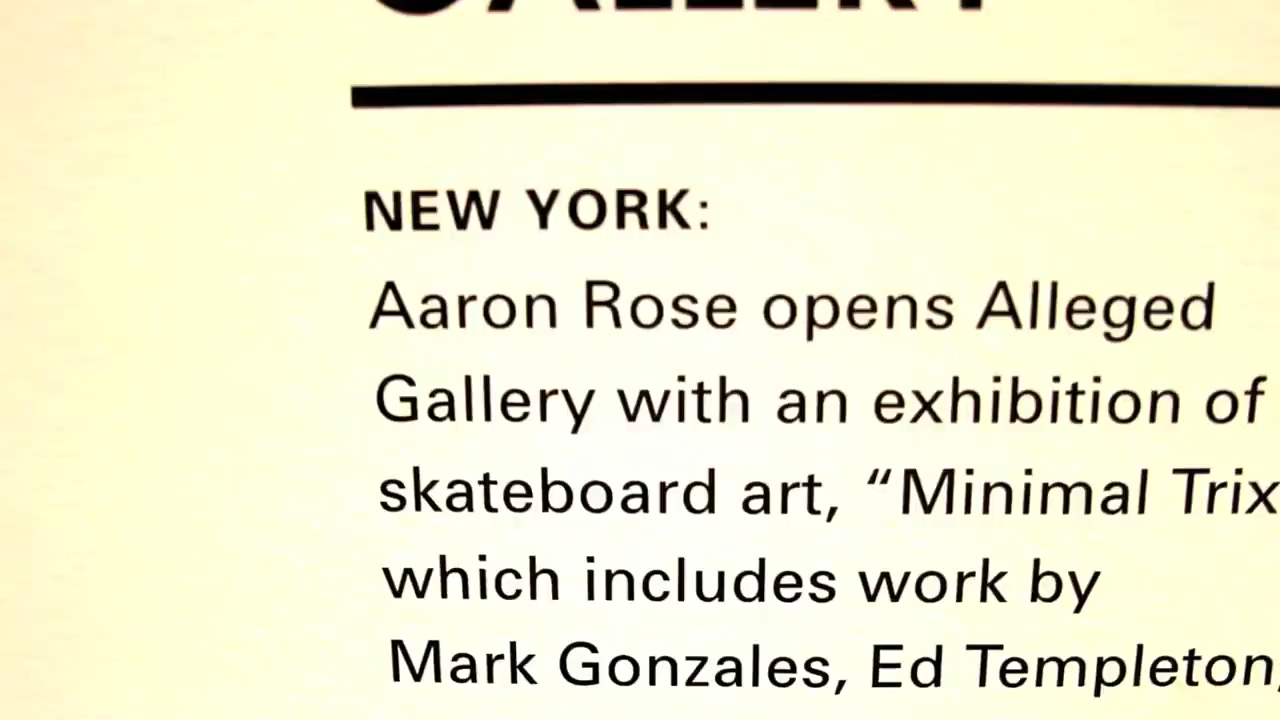 GALLERY
NEW YORK:
Aaron Rose opens Alleged
Gallery with an exhibition of
skateboard art, “Minimal Trix
which includes work by
Mark Gonzales, Ed Templeton,